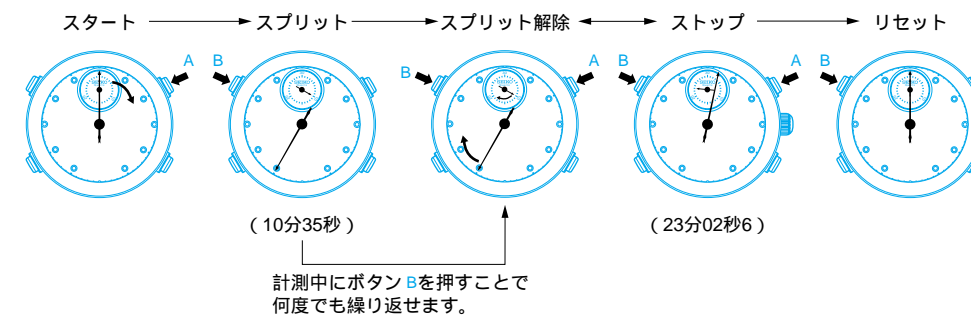 スタート スプリット スプリット解除 ストップ リセット
A B B A B A B
(10分35秒) (23分02秒6)
計測中にボタンBを押すことで
何度でも繰り返せます。